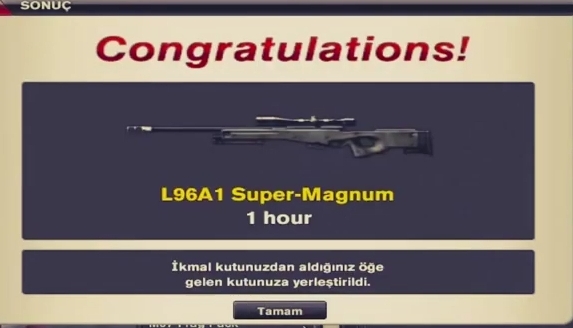 SONUÇ
Congratulations!
L96A1 Super-Magnum
1 hour
İkmal kutunuzdan aldığınız öğe
gelen kutunuza yerleştirildi.
Tamam